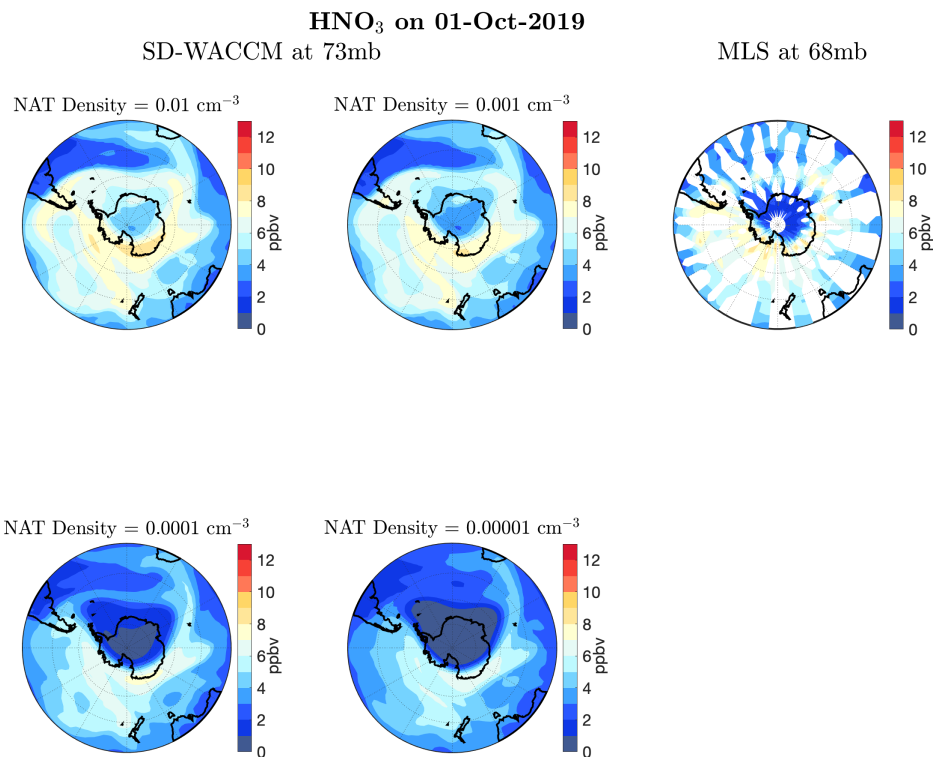 HNO₃ on 01-Oct-2019
SD-WACCM at 73mb
MLS at 68mb
NAT Density = 0.01 cm⁻³
NAT Density = 0.001 cm⁻³
12
10
8
6
4
2
0
ppbv
12
10
8
6
4
2
0
ppbv
12
10
8
6
4
2
0
ppbv
NAT Density = 0.0001 cm⁻³
NAT Density = 0.00001 cm⁻³
12
10
8
6
4
2
0
ppbv
12
10
8
6
4
2
0
ppbv